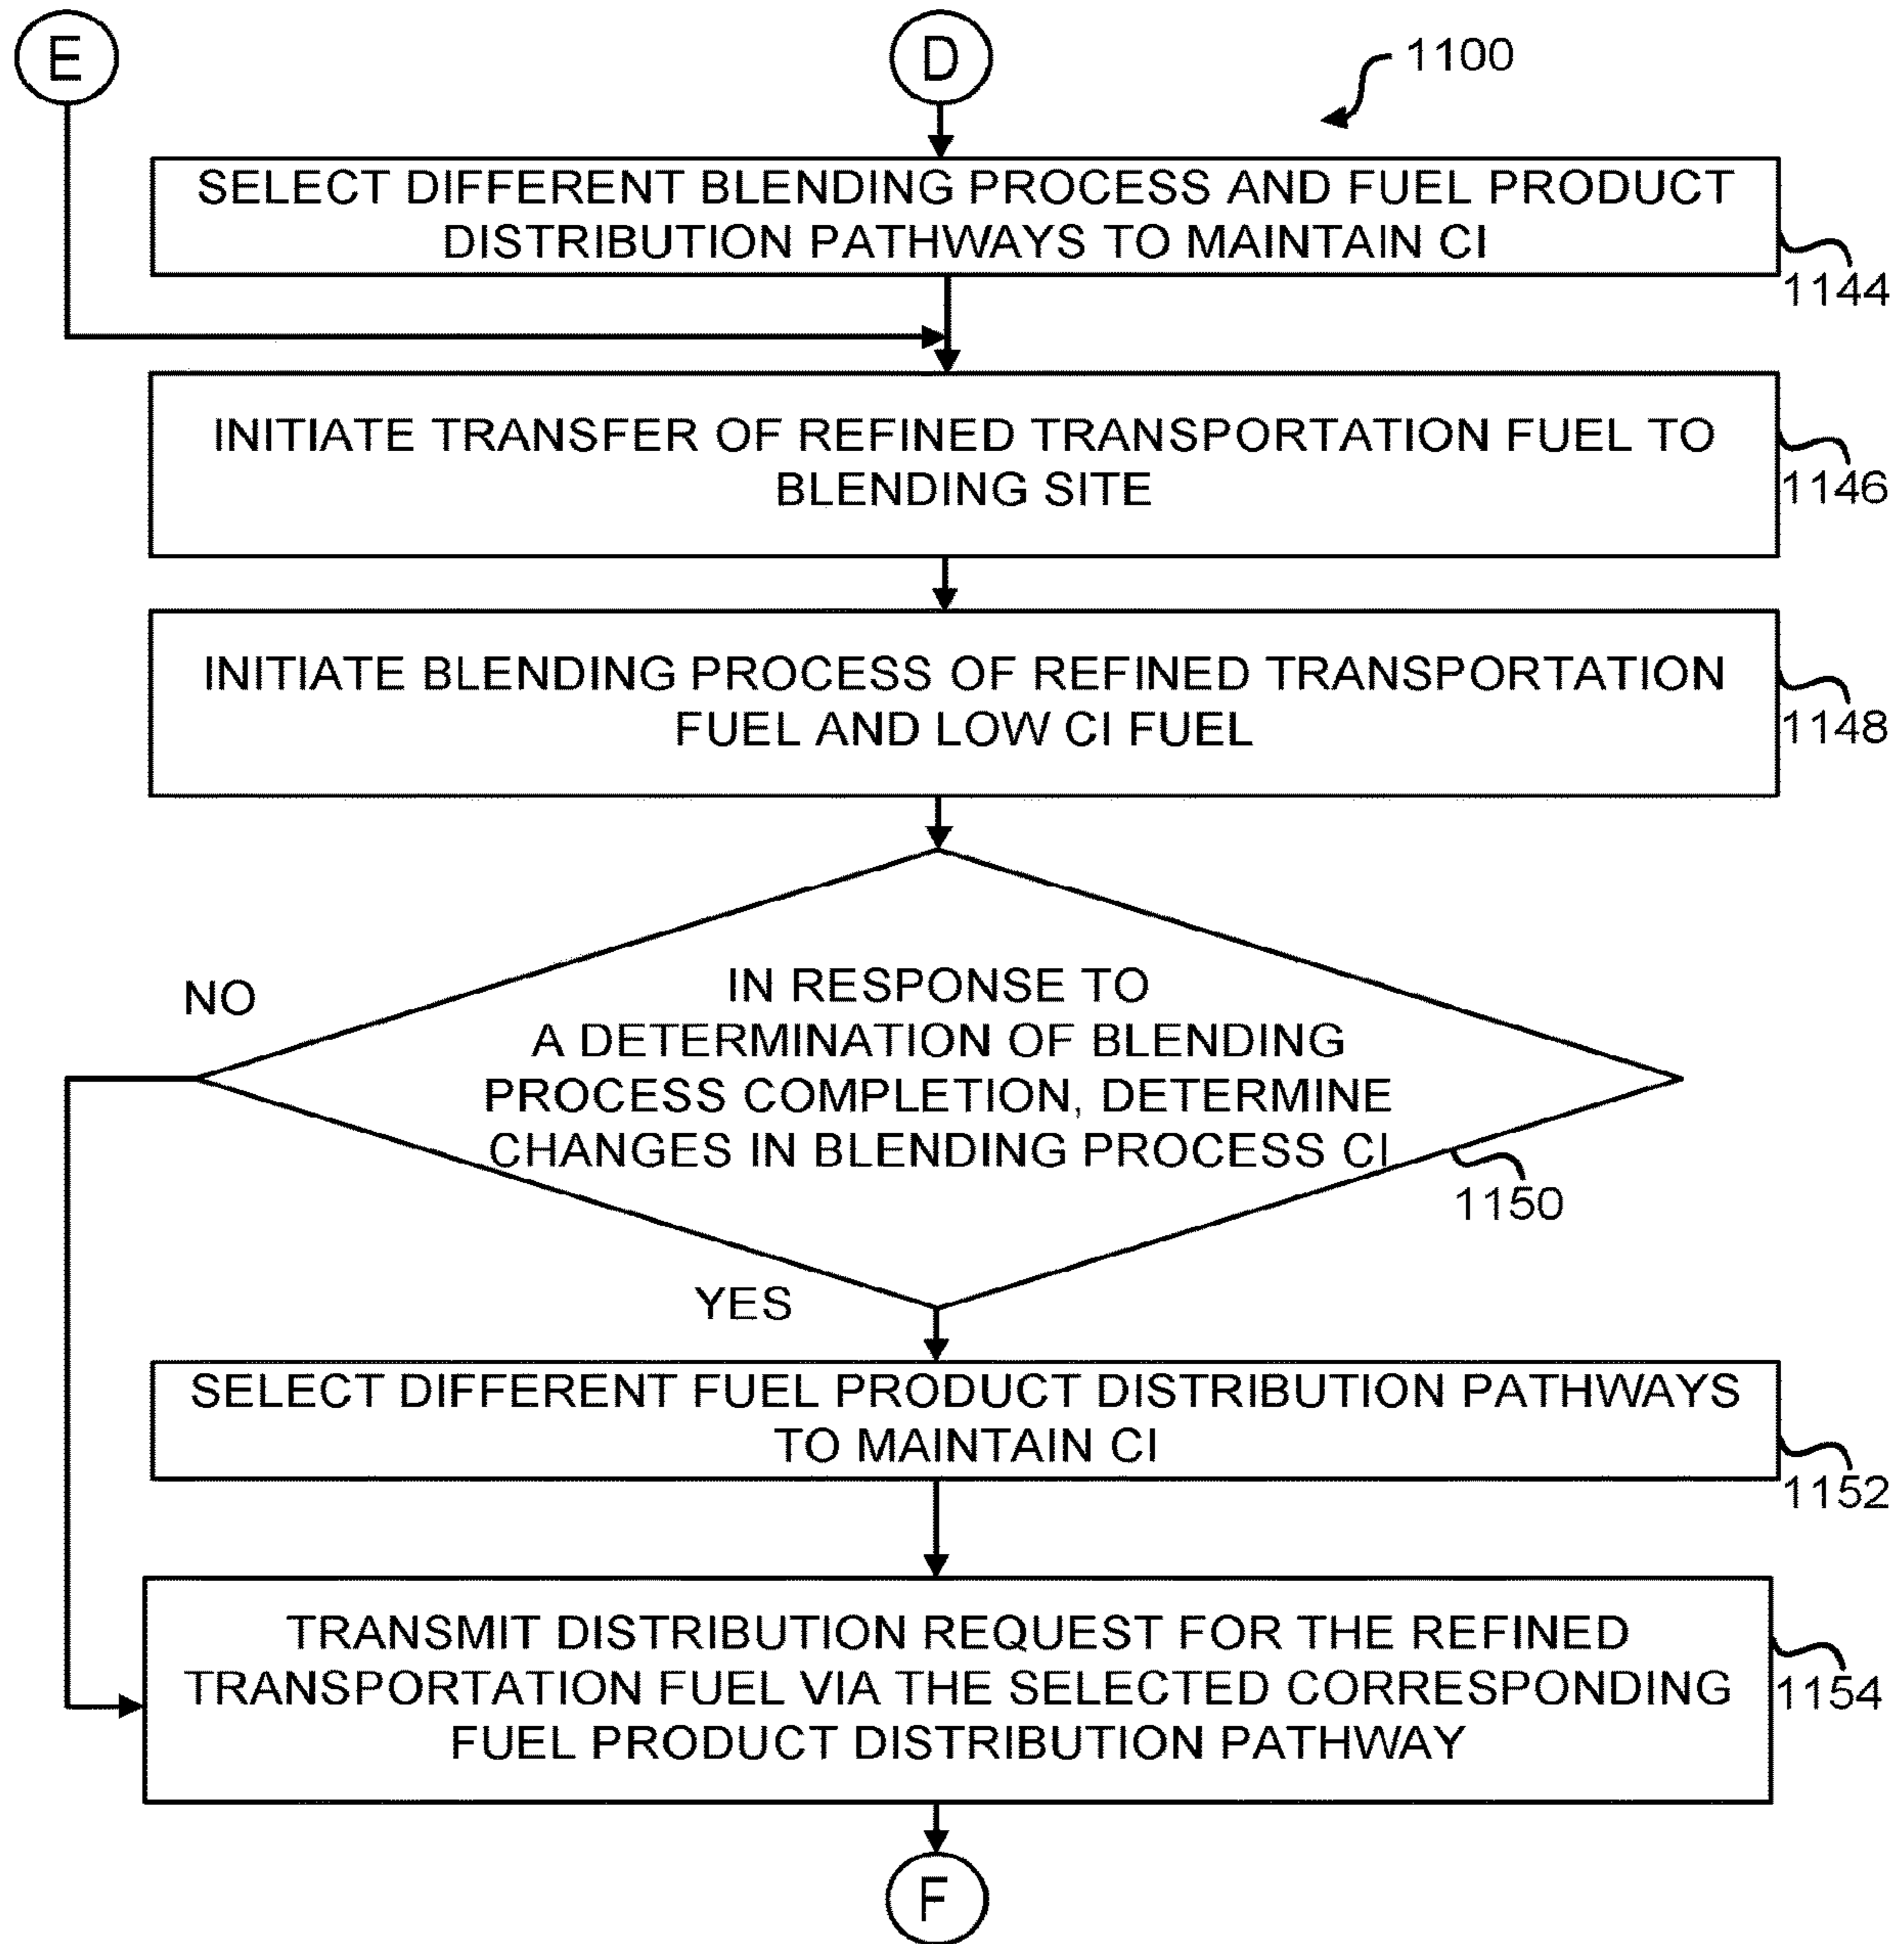 E
D
1100
SELECT DIFFERENT BLENDING PROCESS AND FUEL PRODUCT
DISTRIBUTION PATHWAYS TO MAINTAIN CI
1144
INITIATE TRANSFER OF REFINED TRANSPORTATION FUEL TO
BLENDING SITE
1146
INITIATE BLENDING PROCESS OF REFINED TRANSPORTATION
FUEL AND LOW CI FUEL
1148
NO
IN RESPONSE TO
A DETERMINATION OF BLENDING
PROCESS COMPLETION, DETERMINE
CHANGES IN BLENDING PROCESS CI
1150
YES
SELECT DIFFERENT FUEL PRODUCT DISTRIBUTION PATHWAYS
TO MAINTAIN CI
1152
TRANSMIT DISTRIBUTION REQUEST FOR THE REFINED
TRANSPORTATION FUEL VIA THE SELECTED CORRESPONDING
FUEL PRODUCT DISTRIBUTION PATHWAY
1154
F